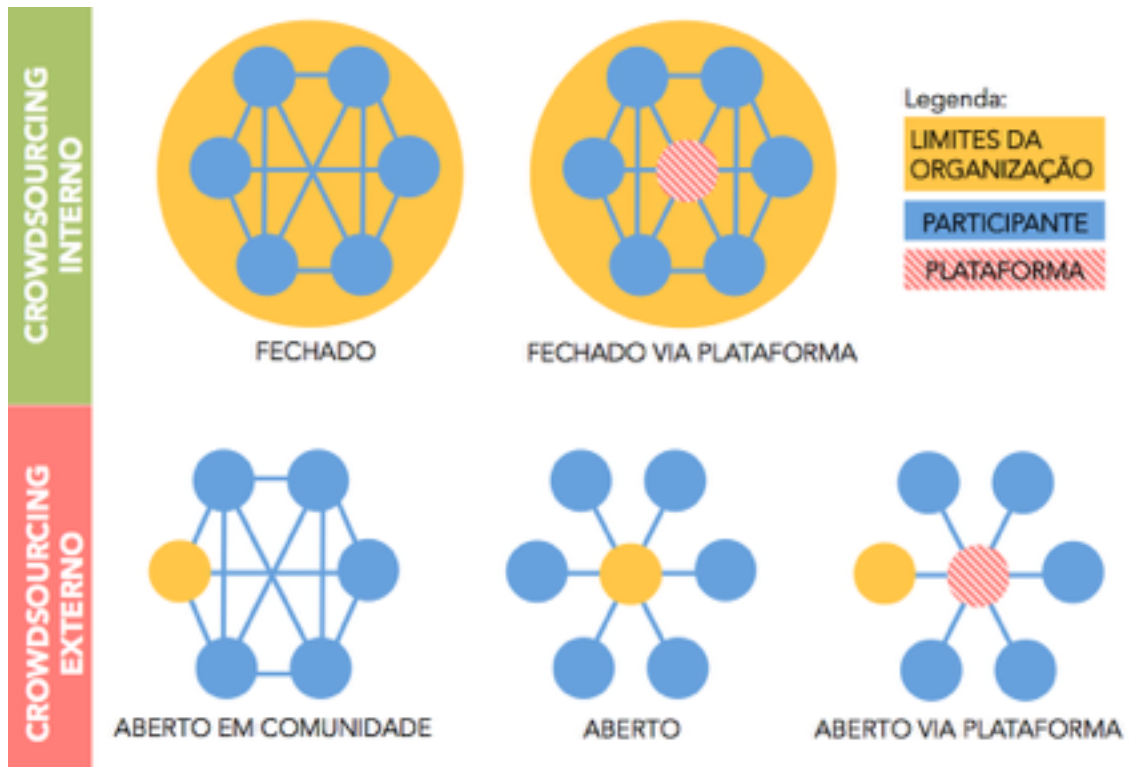 CROWDSOURCING
INTERNO
FECHADO
FECHADO VIA PLATAFORMA
Legenda:
LIMITES DA
ORGANIZAÇÃO
PARTICIPANTE
PLATAFORMA
CROWDSOURCING
EXTERNO
ABERTO EM COMUNIDADE
ABERTO
ABERTO VIA PLATAFORMA